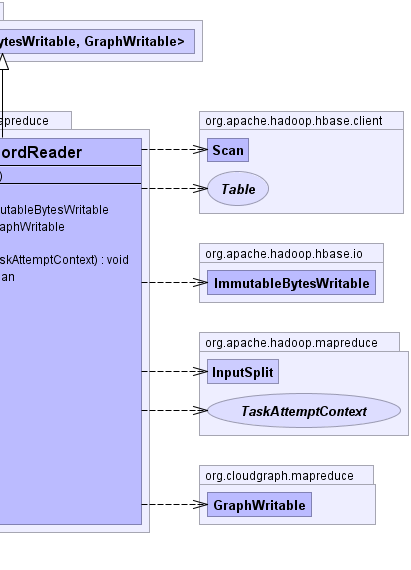 ytesWritable, GraphWritable>
apreduce
ordReader
)
utableBytesWritable
aphWritable
skAttemptContext) : void
an
org.apache.hadoop.hbase.client
Scan
Table
org.apache.hadoop.hbase.io
ImmutableBytesWritable
org.apache.hadoop.mapreduce
InputSplit
TaskAttemptContext
org.cloudgraph.mapreduce
GraphWritable